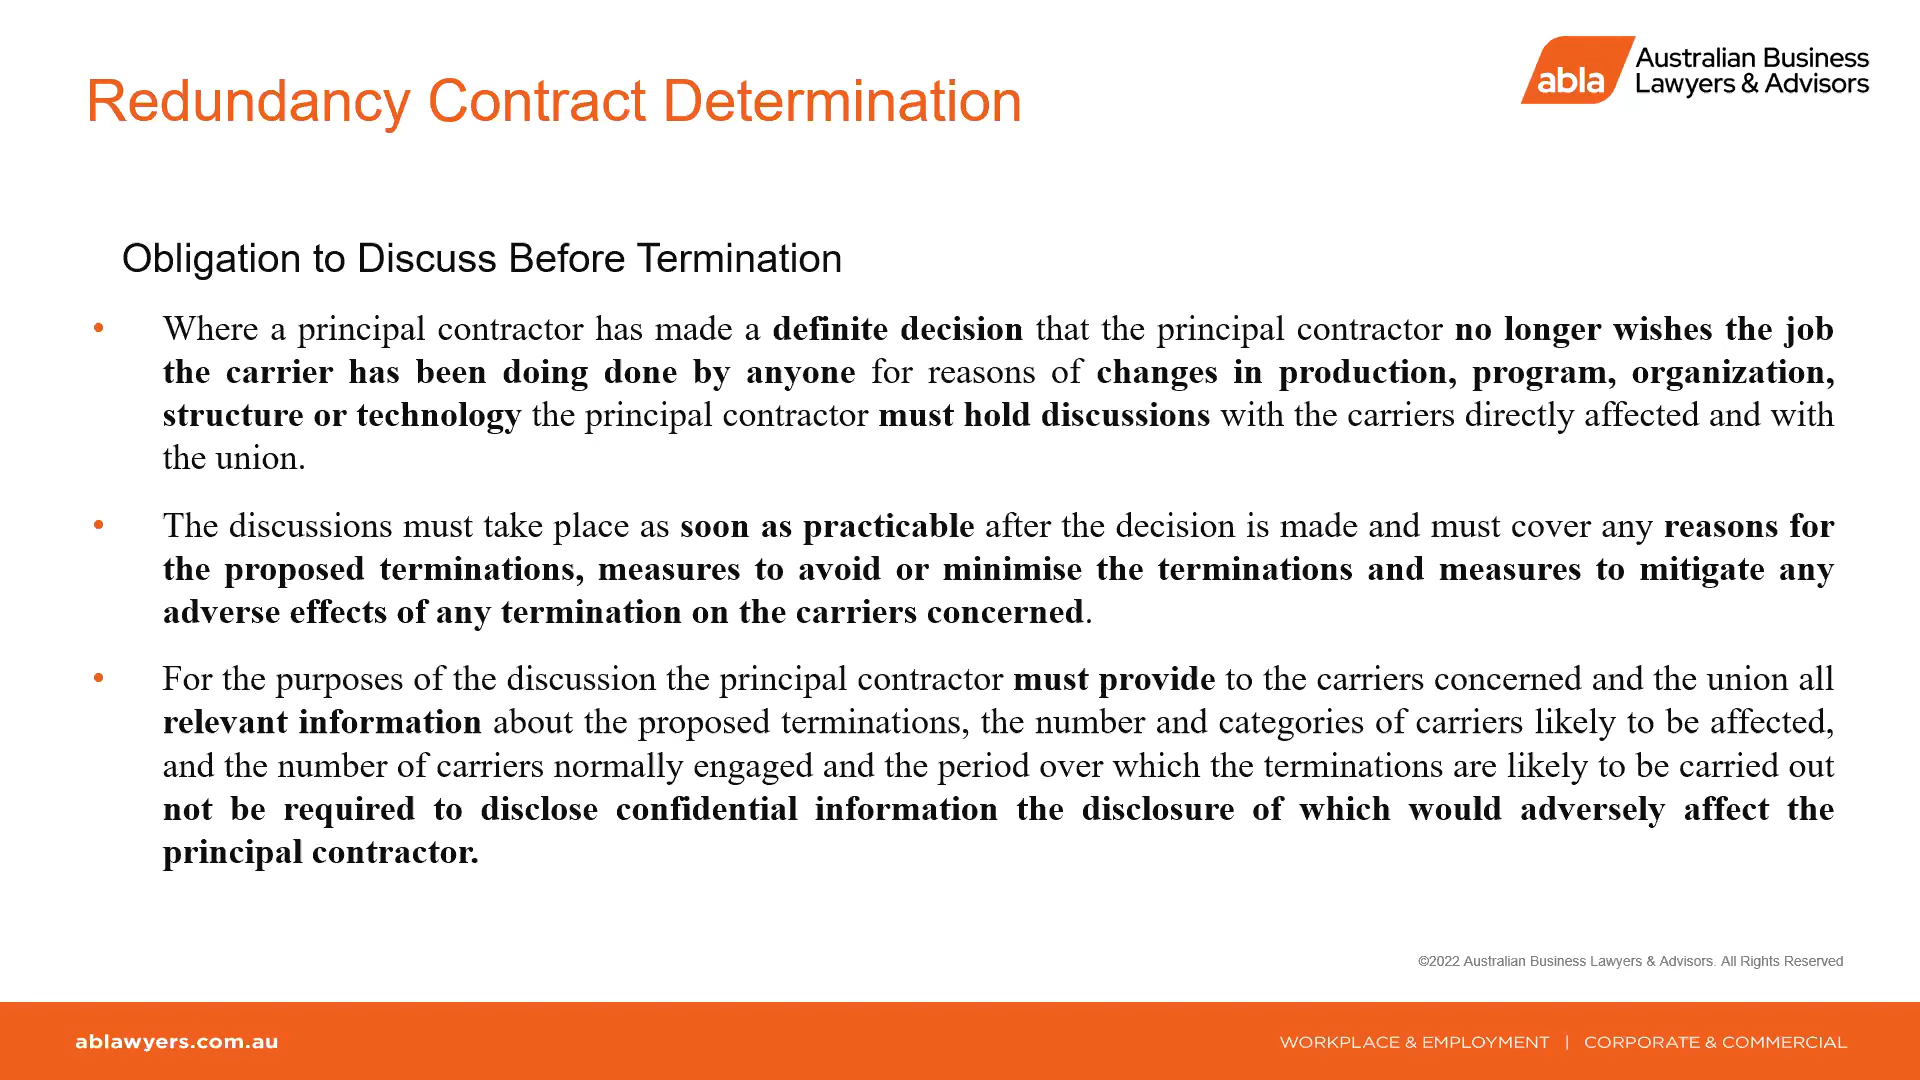 Redundancy Contract Determination
abla
Australian Business
Lawyers & Advisors
Obligation to Discuss Before Termination
• Where a principal contractor has made a definite decision that the principal contractor no longer wishes the job
the carrier has been doing done by anyone for reasons of changes in production, program, organization,
structure or technology the principal contractor must hold discussions with the carriers directly affected and with
the union.
• The discussions must take place as soon as practicable after the decision is made and must cover any reasons for
the proposed terminations, measures to avoid or minimise the terminations and measures to mitigate any
adverse effects of any termination on the carriers concerned.
• For the purposes of the discussion the principal contractor must provide to the carriers concerned and the union all
relevant information about the proposed terminations, the number and categories of carriers likely to be affected,
and the number of carriers normally engaged and the period over which the terminations are likely to be carried out
not be required to disclose confidential information the disclosure of which would adversely affect the
principal contractor.
©2022 Australian Business Lawyers & Advisors. All Rights Reserved
ablawyers.com.au
WORKPLACE & EMPLOYMENT | CORPORATE & COMMERCIAL